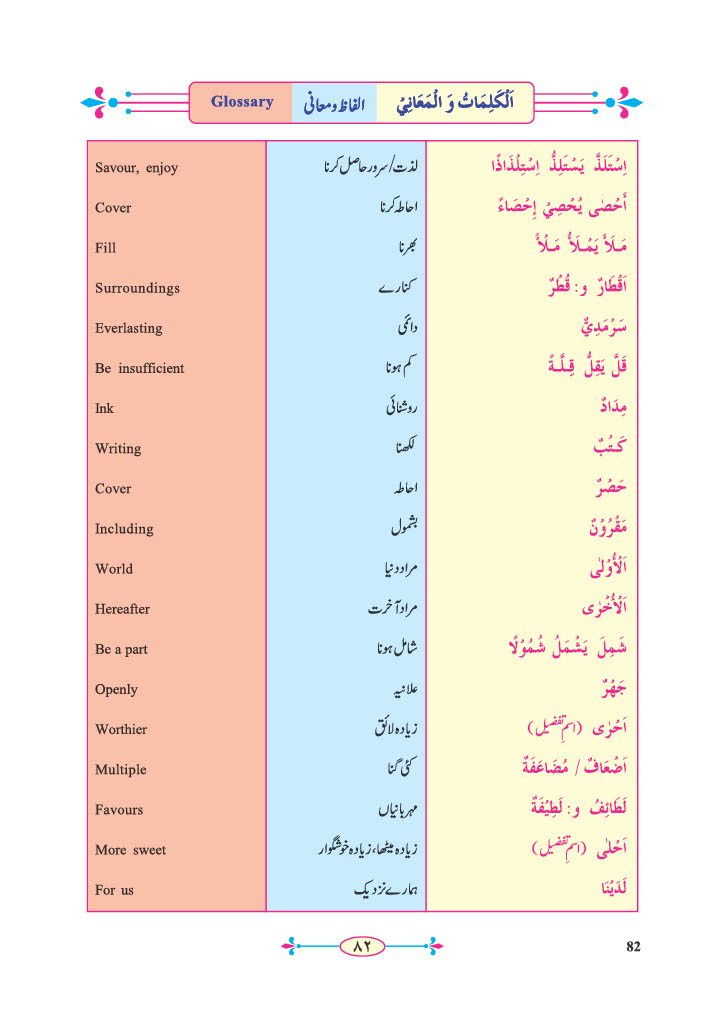 Glossary الفاظ ومعانی اَلْكَلِمَاتُ وَ الْمَعَانِيْ
Savour, enjoy لذت/سرور حاصل کرنا اِسْتَلَذَّ يَسْتَلِذُّ اِسْتِلْذَاذًا
Cover احاطہ کرنا أَحْصٰى يُحْصِيْ إِحْصَاءً
Fill بھرنا مَلَأَ يَمْلَأُ مَلْأً
Surroundings کنارے اَقْطَارٌ و: قُطْرٌ
Everlasting دائمی سَرْمَدِيٌّ
Be insufficient کم ہونا قَلَّ يَقِلُّ قِلَّةً
Ink روشنائی مِدَادٌ
Writing لکھنا كَتْبٌ
Cover احاطہ حَصْرٌ
Including بشمول مَقْرُوْنٌ
World مراد دنیا اَلْأُوْلٰى
Hereafter مراد آخرت اَلْأُخْرٰى
Be a part شامل ہونا شَمِلَ يَشْمَلُ شُمُوْلًا
Openly علانیہ جَهْرٌ
Worthier زیادہ لائق اَحْرٰى (اسمِ تفضیل)
Multiple کئی گنا اَضْعَافٌ / مُضَاعَفَةٌ
Favours مہربانیاں لَطَائِفُ و: لَطِيْفَةٌ
More sweet زیادہ میٹھا، زیادہ خوشگوار اَحْلٰى (اسمِ تفضیل)
For us ہمارے نزدیک لَدَيْنَا
٨٢ 82